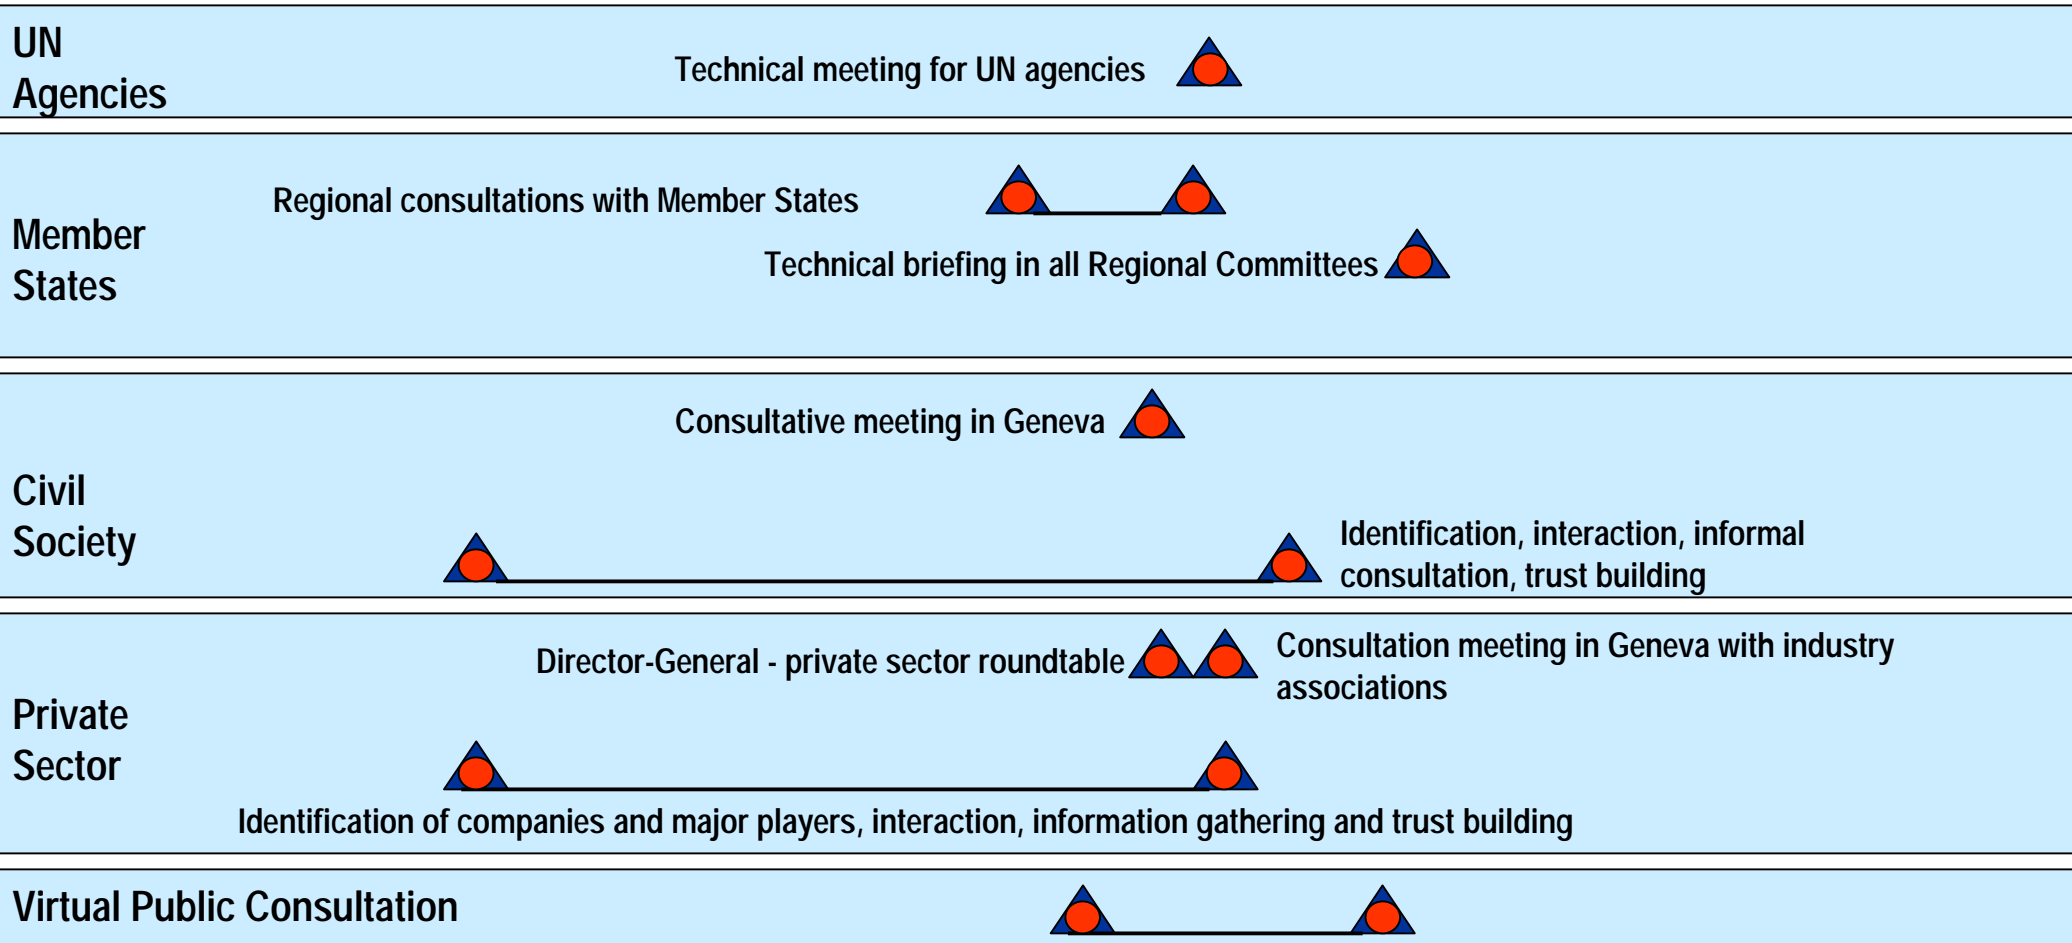 UN
Agencies
Technical meeting for UN agencies
Member
States
Regional consultations with Member States
Technical briefing in all Regional Committees
Civil
Society
Consultative meeting in Geneva
Identification, interaction, informal
consultation, trust building
Private
Sector
Director-General - private sector roundtable
Consultation meeting in Geneva with industry
associations
Identification of companies and major players, interaction, information gathering and trust building
Virtual Public Consultation